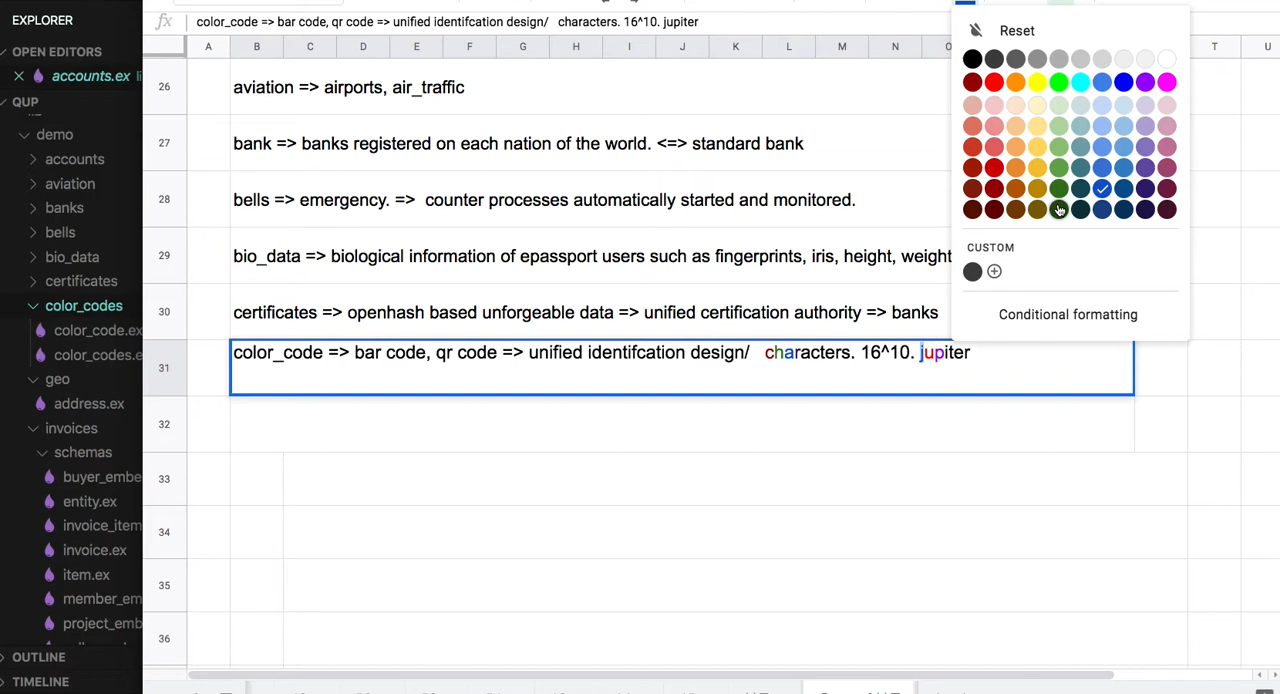 EXPLORER
OPEN EDITORS
accounts.ex li
QUP
demo
accounts
aviation
banks
bells
bio_data
certificates
color_codes
color_code.ex
color_codes.e
geo
address.ex
invoices
schemas
buyer_embe
entity.ex
invoice_item
invoice.ex
item.ex
member_em
project_emb
OUTLINE
TIMELINE
fx color_code => bar code, qr code => unified identifcation design/ characters. 16^10. jupiter
A B C D E F G H I J K L M N O T U
26 aviation => airports, air_traffic
27 bank => banks registered on each nation of the world. <=> standard bank
28 bells => emergency. => counter processes automatically started and monitored.
29 bio_data => biological information of epassport users such as fingerprints, iris, height, weight
30 certificates => openhash based unforgeable data => unified certification authority => banks
31 color_code => bar code, qr code => unified identifcation design/ characters. 16^10. jupiter
32
33
34
35
36
Reset
CUSTOM
Conditional formatting